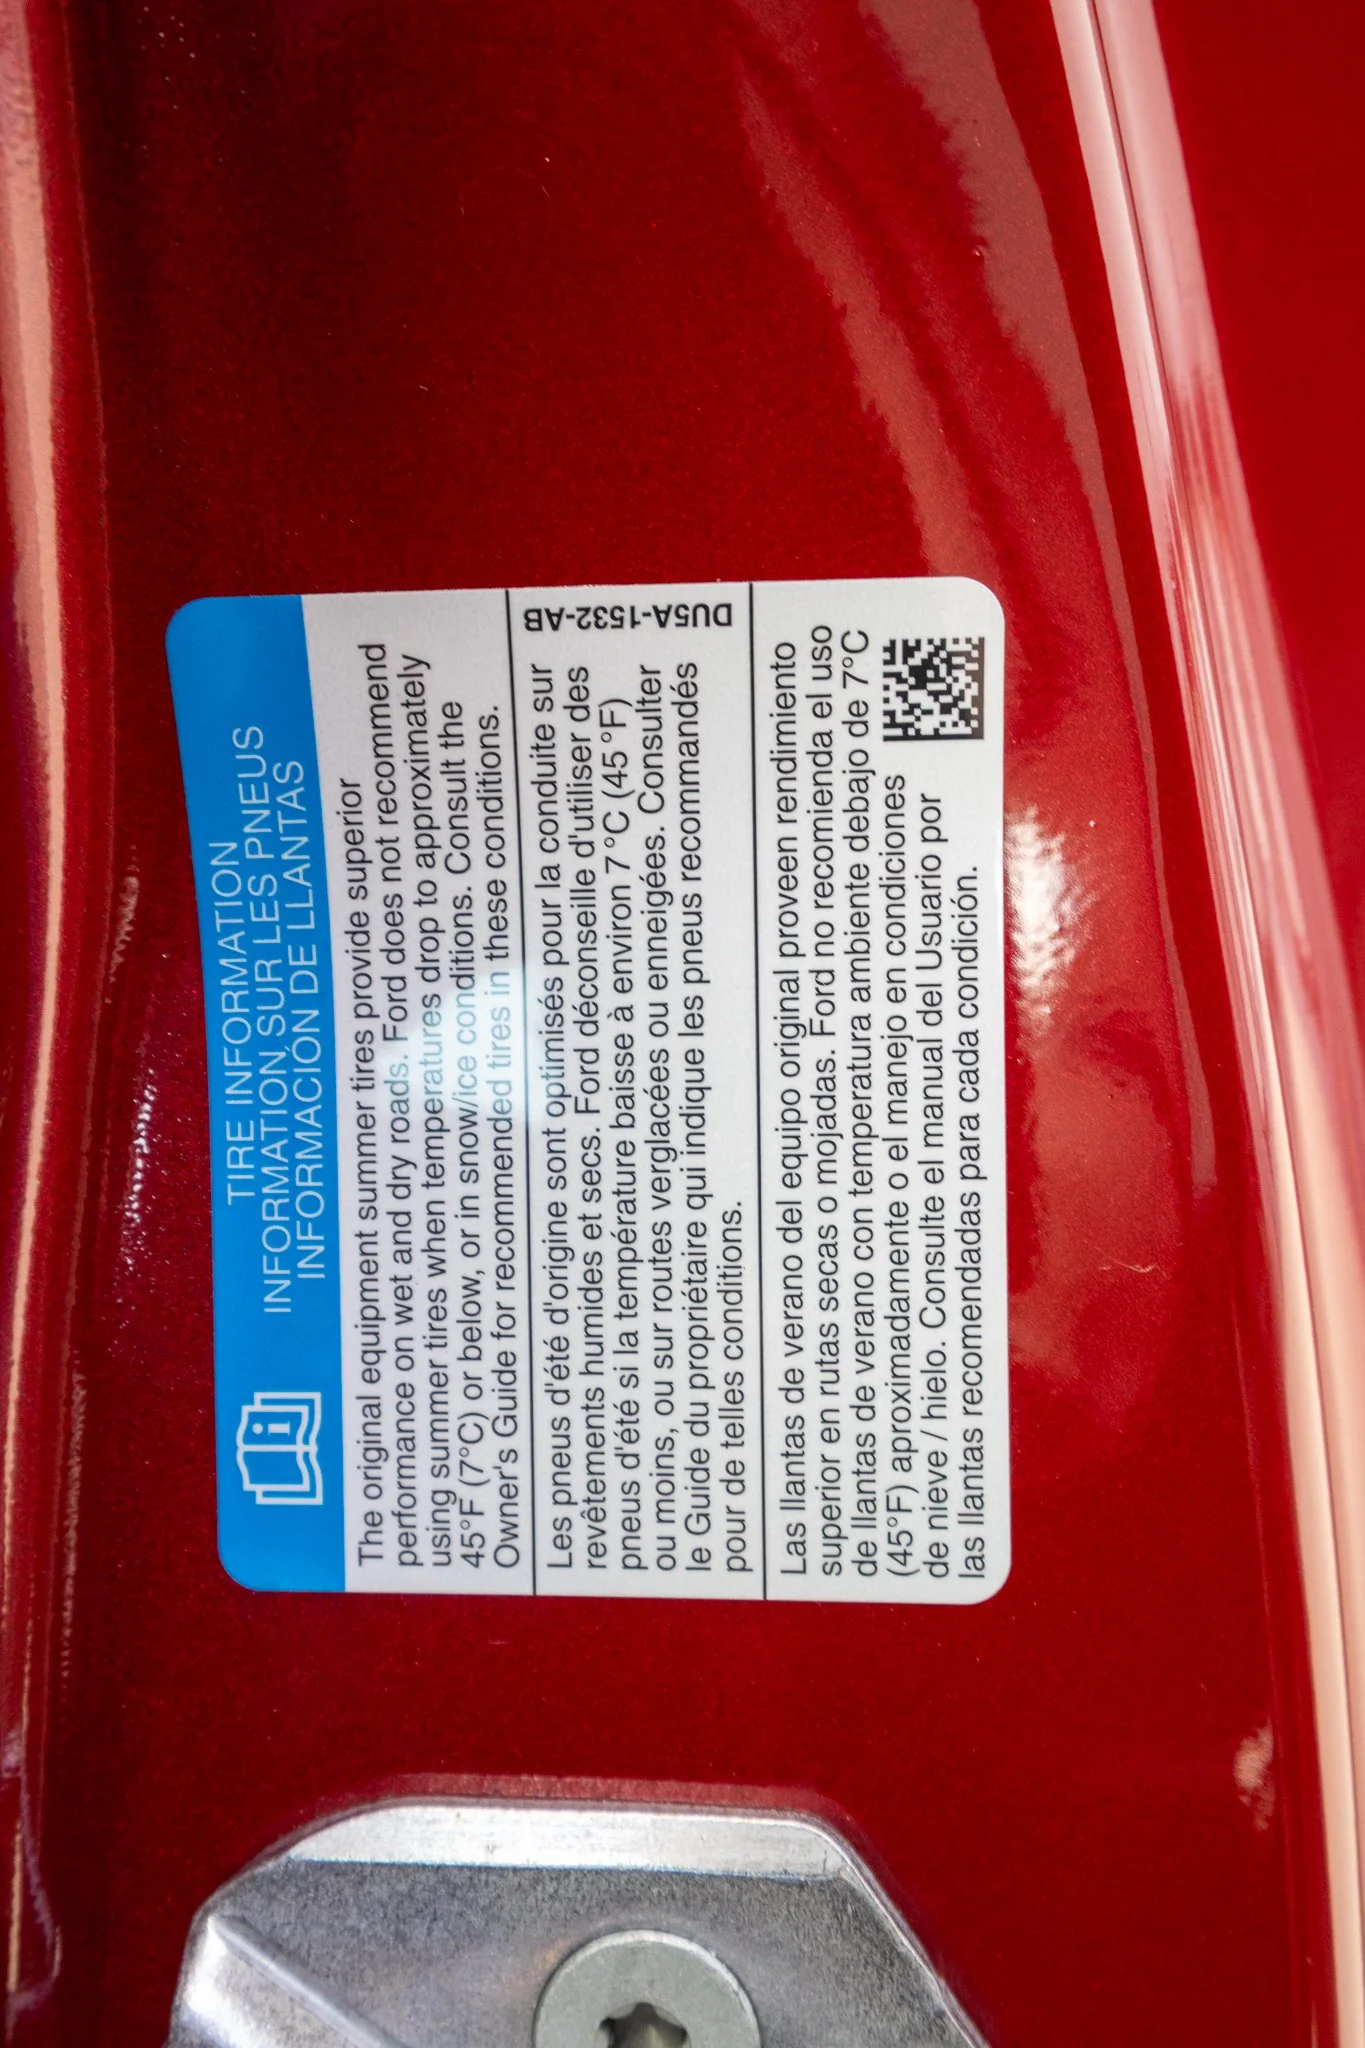 TIRE INFORMATION
INFORMATION SUR LES PNEUS
INFORMACIÓN DE LLANTAS
The original equipment summer tires provide superior
performance on wet and dry roads. Ford does not recommend
using summer tires when temperatures drop to approximately
45°F (7°C) or below, or in snow/ice conditions. Consult the
Owner's Guide for recommended tires in these conditions.
Les pneus d'été d'origine sont optimisés pour la conduite sur
revêtements humides et secs. Ford déconseille d'utiliser des
pneus d'été si la température baisse à environ 7°C (45°F)
ou moins, ou sur routes verglacées ou enneigées. Consulter
le Guide du propriétaire qui indique les pneus recommandés
pour de telles conditions.
DU5A-1532-AB
Las llantas de verano del equipo original proveen rendimiento
superior en rutas secas o mojadas. Ford no recomienda el uso
de llantas de verano con temperatura ambiente debajo de 7°C
(45°F) aproximadamente o el manejo en condiciones
de nieve / hielo. Consulte el manual del Usuario por
las llantas recomendadas para cada condición.